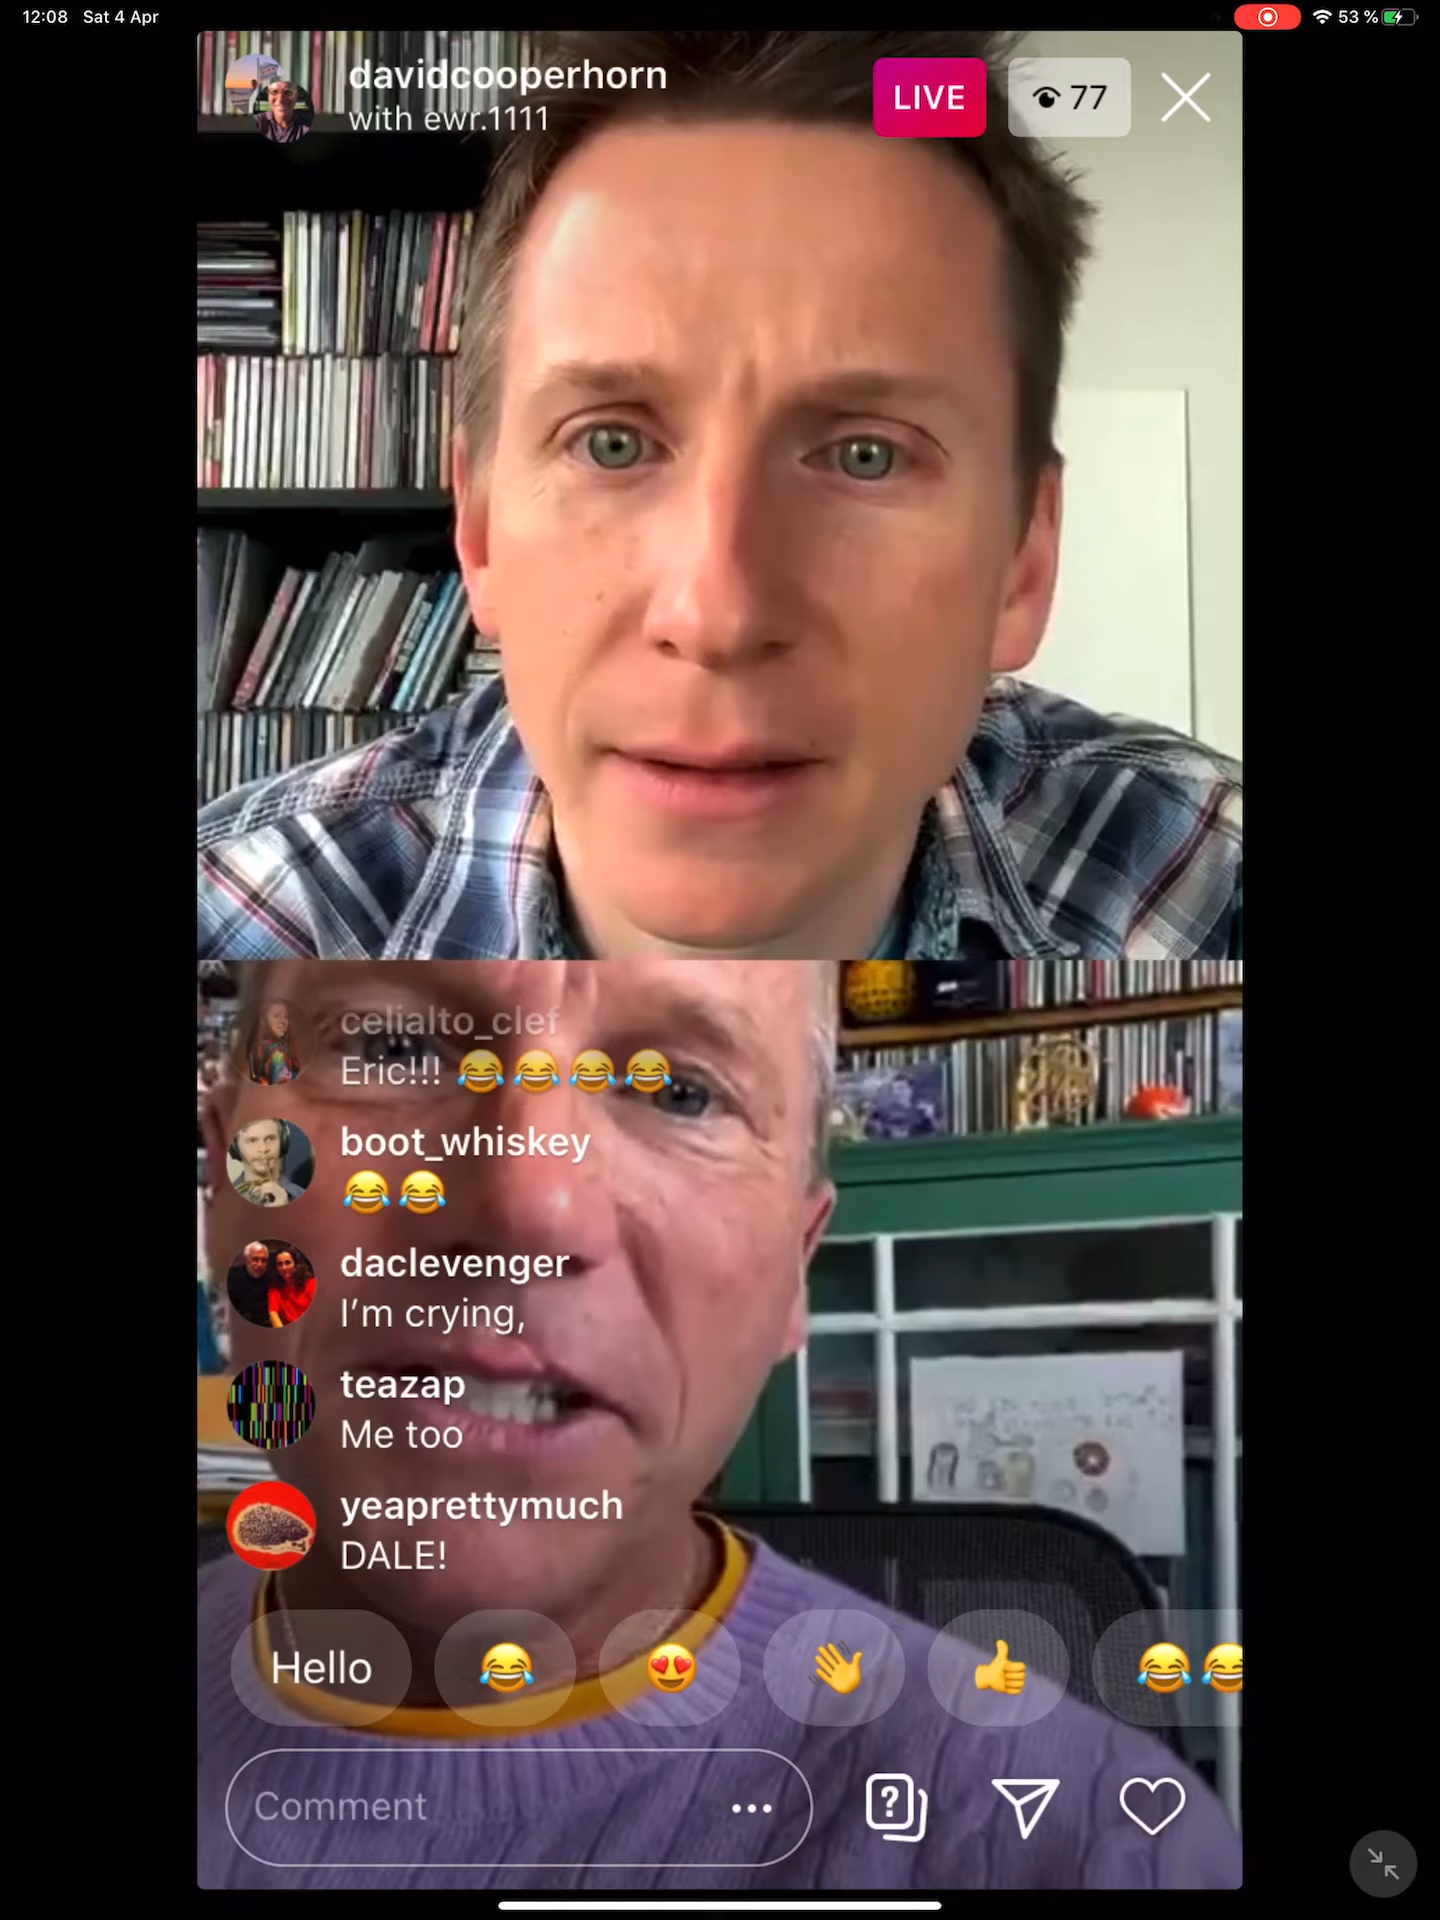 12:08 Sat 4 Apr
53 %
davidcooperhorn
with ewr.1111
LIVE
77
celialto_clef
Eric!!! 😂😂😂😂
boot_whiskey
😂😂
daclevenger
I’m crying,
teazap
Me too
yeaprettymuch
DALE!
Hello 😂 😍 👋 👍 😂😂
Comment